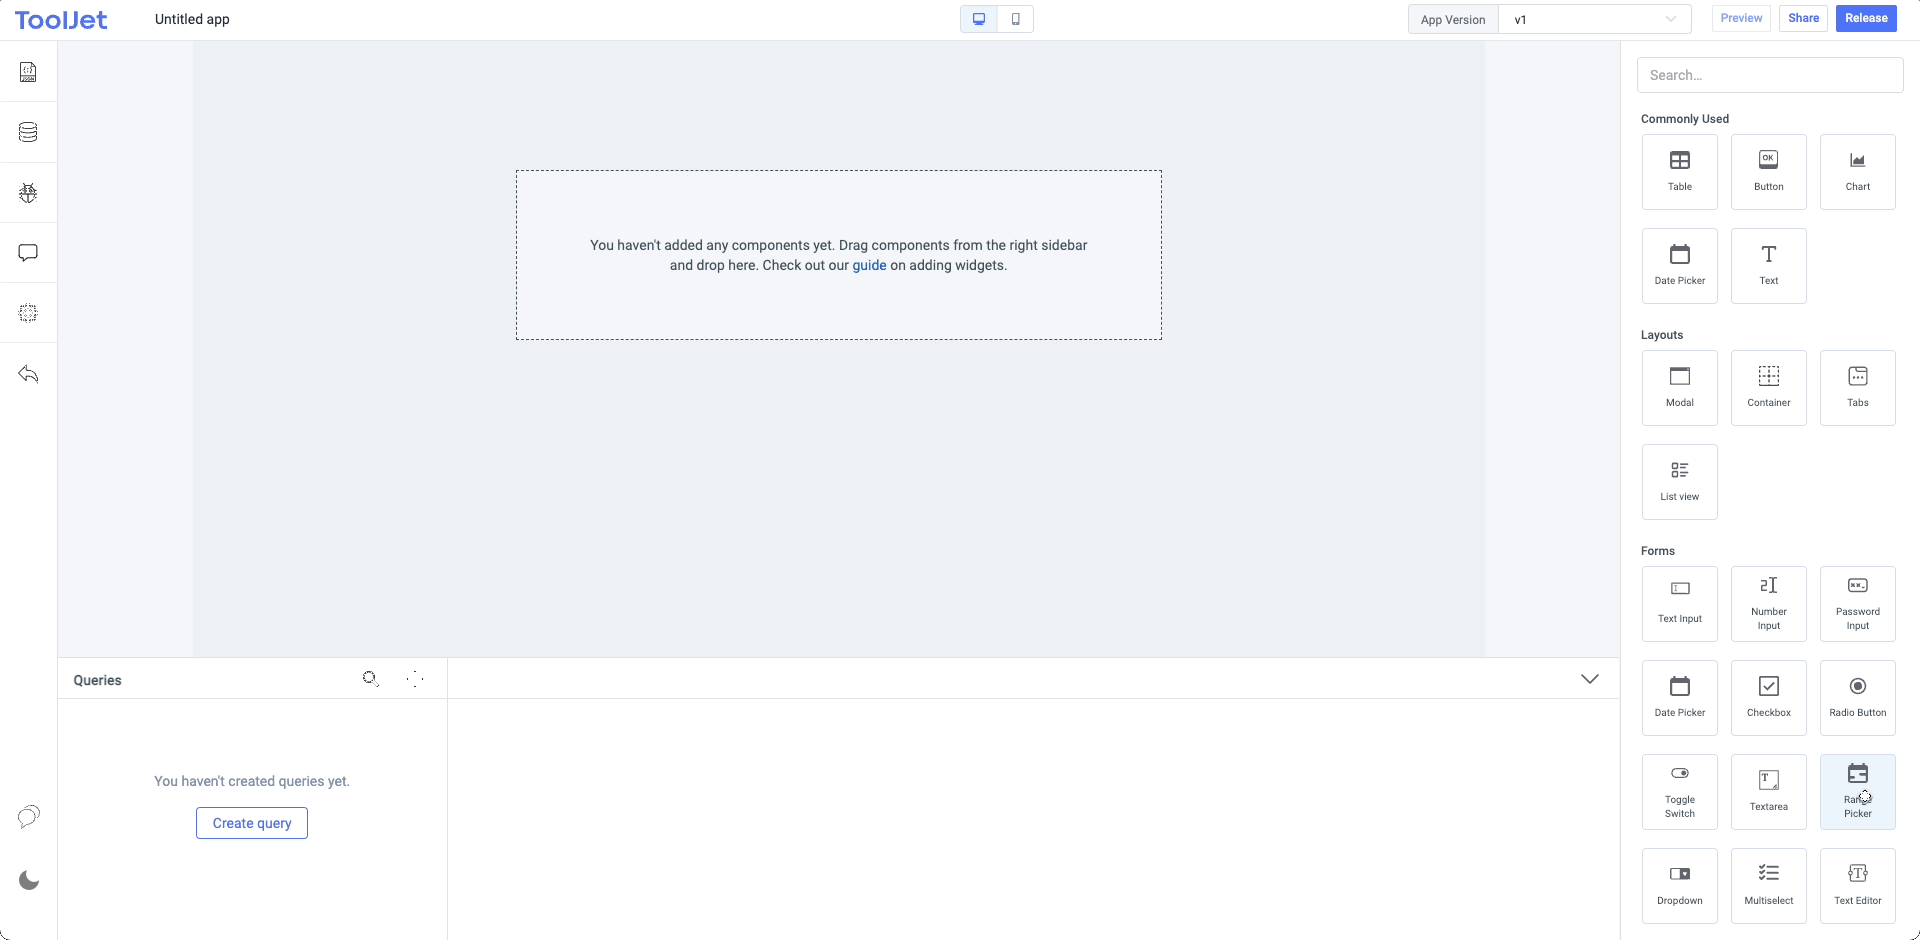 ToolJet
Untitled app
App Version
v1
Preview
Share
Release
Search...
Commonly Used
Table
Button
Chart
Date Picker
Text
You haven't added any components yet. Drag components from the right sidebar
and drop here. Check out our guide on adding widgets.
Layouts
Modal
Container
Tabs
List view
Forms
Text Input
Number
Input
Password
Input
Date Picker
Checkbox
Radio Button
Toggle
Switch
Textarea
Range
Picker
Dropdown
Multiselect
Text Editor
Queries
You haven't created queries yet.
Create query